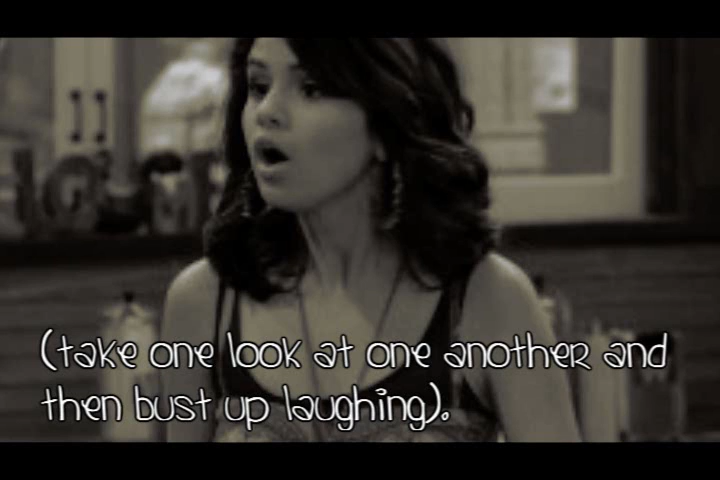 (take one look at one another and
then bust up laughing).